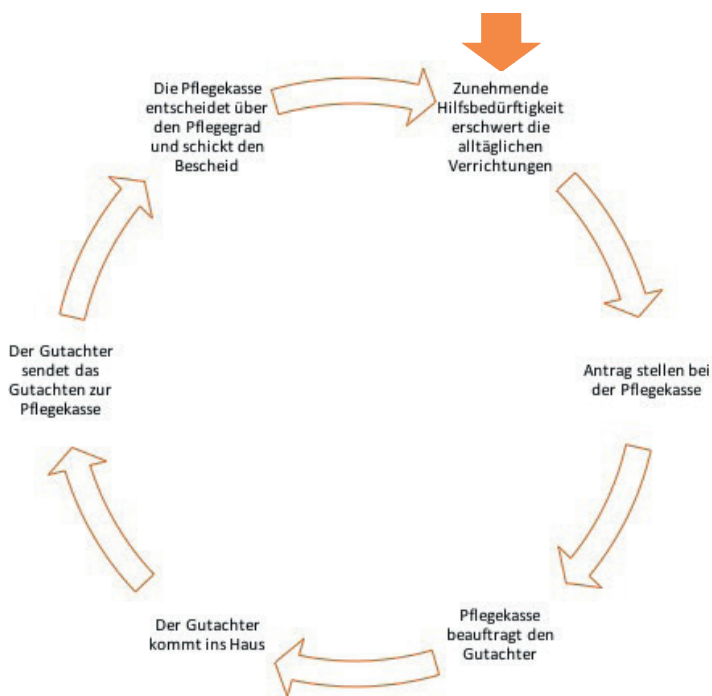 Zunehmende
Hilfsbedürftigkeit
erschwert die
alltäglichen
Verrichtungen
Antrag stellen bei
der Pflegekasse
Pflegekasse
beauftragt den
Gutachter
Der Gutachter
kommt ins Haus
Der Gutachter
sendet das
Gutachten zur
Pflegekasse
Die Pflegekasse
entscheidet über
den Pflegegrad
und schickt den
Bescheid